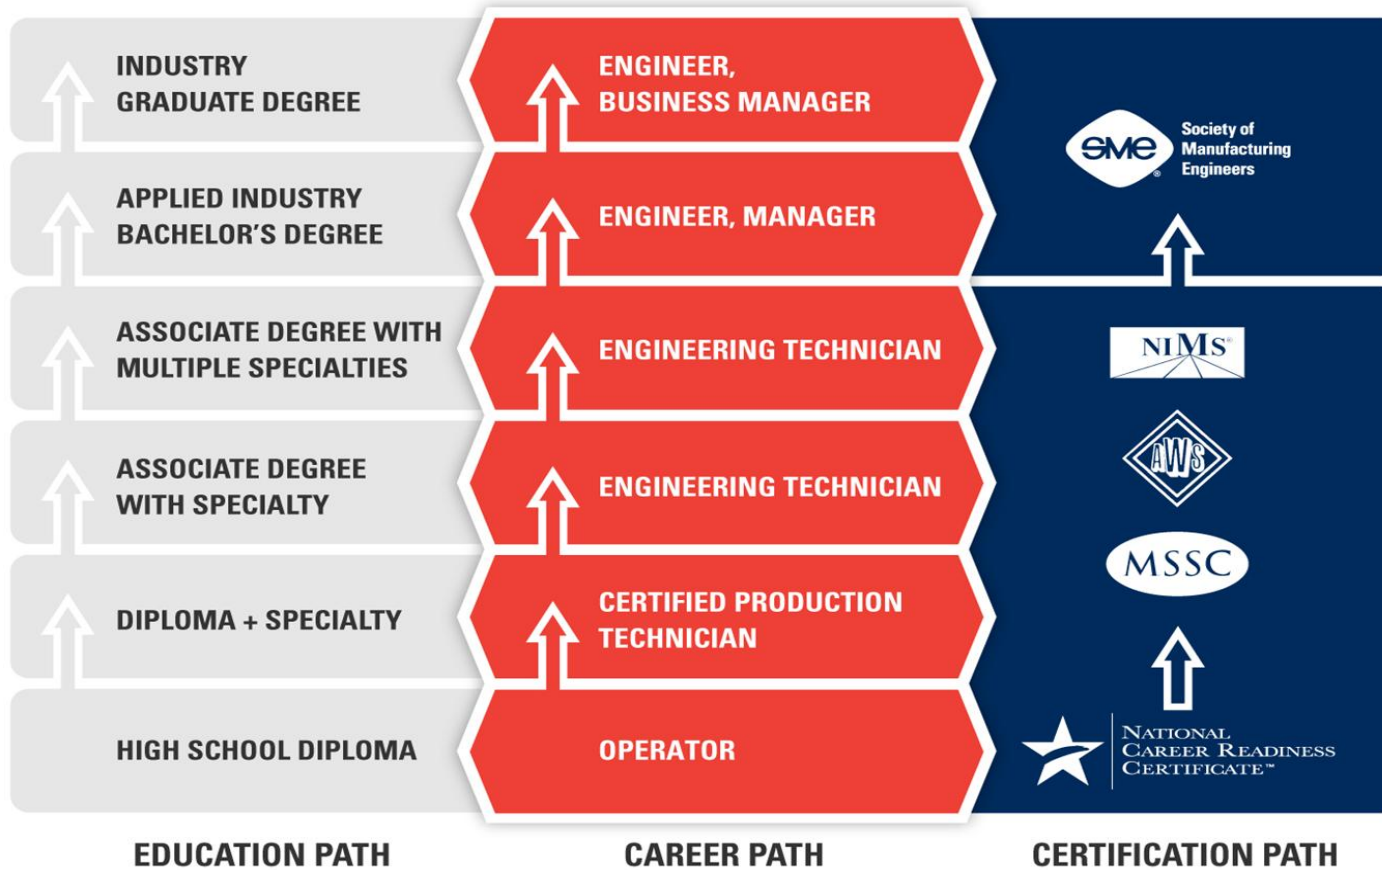 INDUSTRY
GRADUATE DEGREE
ENGINEER,
BUSINESS MANAGER
SME
®
Society of
Manufacturing
Engineers
APPLIED INDUSTRY
BACHELOR'S DEGREE
ENGINEER, MANAGER
ASSOCIATE DEGREE WITH
MULTIPLE SPECIALTIES
ENGINEERING TECHNICIAN
NIMS®
ASSOCIATE DEGREE
WITH SPECIALTY
ENGINEERING TECHNICIAN
AWS
MSSC
DIPLOMA + SPECIALTY
CERTIFIED PRODUCTION
TECHNICIAN
HIGH SCHOOL DIPLOMA
OPERATOR
NATIONAL
CAREER READINESS
CERTIFICATE™
EDUCATION PATH
CAREER PATH
CERTIFICATION PATH